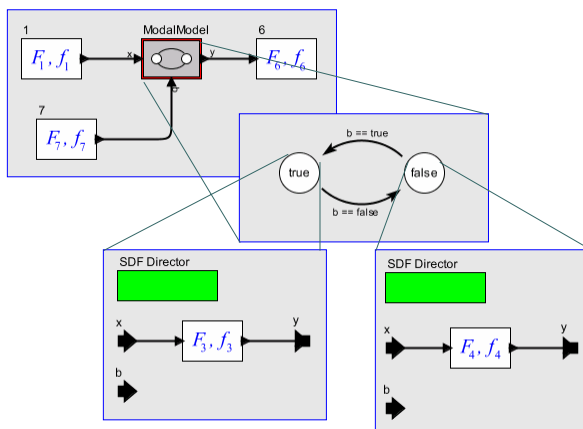 1
ModalModel
6
F₁, f₁
x
y
F₆, f₆
b
7
F₇, f₇
b == true
true
false
b == false
SDF Director
x
y
F₃, f₃
b
SDF Director
x
y
F₄, f₄
b